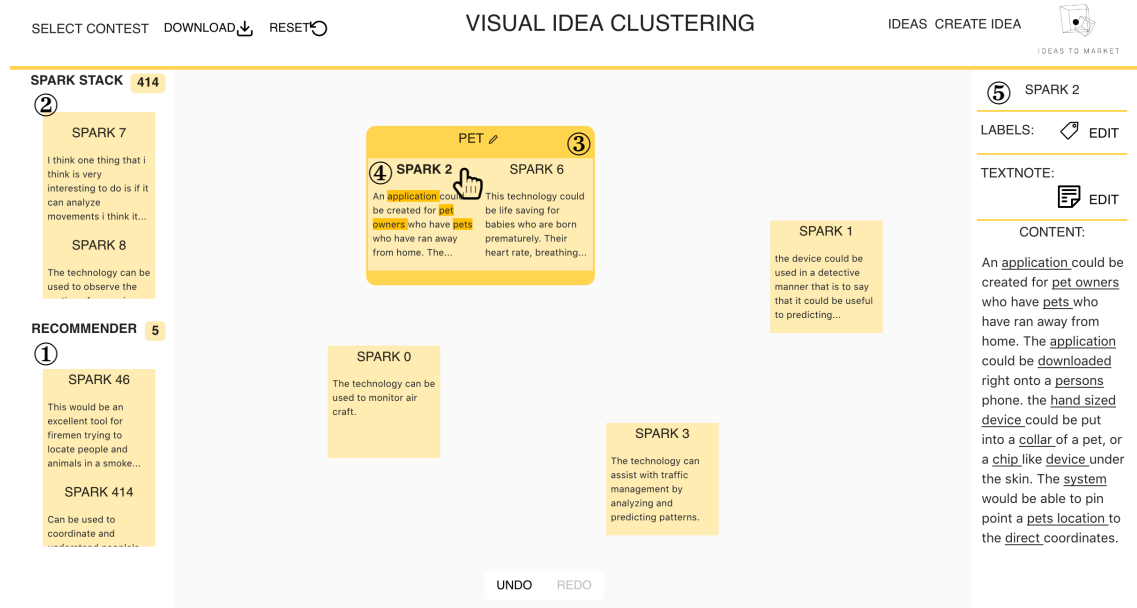 SELECT CONTEST DOWNLOAD RESET
VISUAL IDEA CLUSTERING
IDEAS CREATE IDEA
IDEAS TO MARKET
SPARK STACK 414
②
SPARK 7
I think one thing that i
think is very
interesting to do is if it
can analyze
movements i think it...
SPARK 8
The technology can be
used to observe the
RECOMMENDER 5
①
SPARK 46
This would be an
excellent tool for
firemen trying to
locate people and
animals in a smoke...
SPARK 414
Can be used to
coordinate and
understand people's
PET
③
④ SPARK 2
An application could
be created for pet
owners who have pets
who have ran away
from home. The...
SPARK 6
This technology could
be life saving for
babies who are born
prematurely. Their
heart rate, breathing...
SPARK 1
the device could be
used in a detective
manner that is to say
that it could be useful
to predicting...
SPARK 0
The technology can be
used to monitor air
craft.
SPARK 3
The technology can
assist with traffic
management by
analyzing and
predicting patterns.
UNDO REDO
⑤ SPARK 2
LABELS: EDIT
TEXTNOTE:
EDIT
CONTENT:
An application could be
created for pet owners
who have pets who
have ran away from
home. The application
could be downloaded
right onto a persons
phone. the hand sized
device could be put
into a collar of a pet, or
a chip like device under
the skin. The system
would be able to pin
point a pets location to
the direct coordinates.